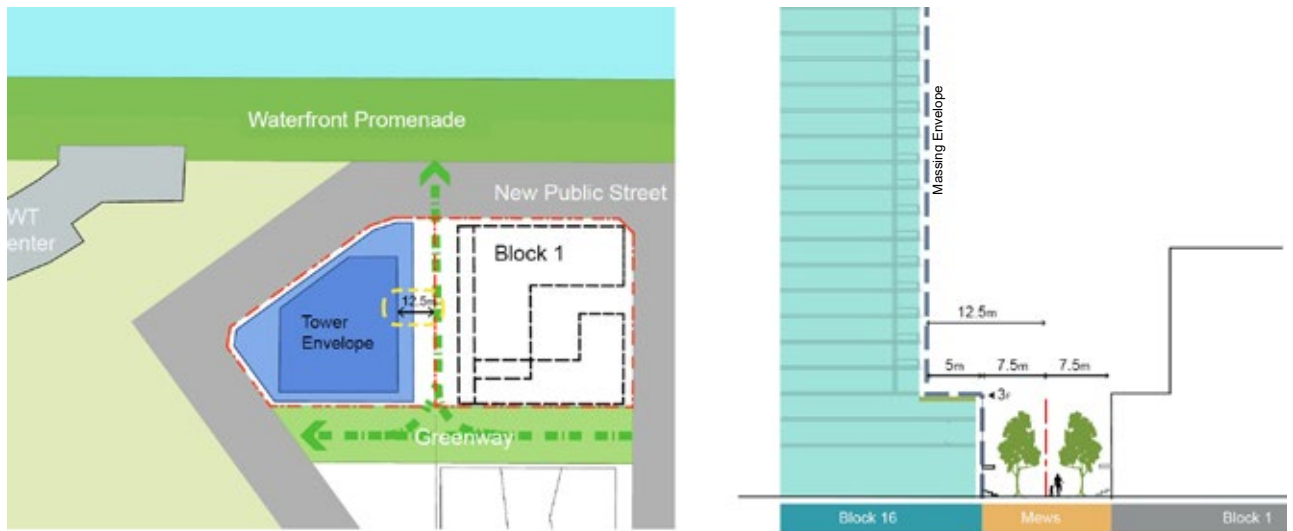 Waterfront Promenade
New Public Street
WT
enter
Block 1
12.5m
Tower
Envelope
Greenway
Massing Envelope
12.5m
5m
7.5m
7.5m
3F
Block 16
Mews
Block 1